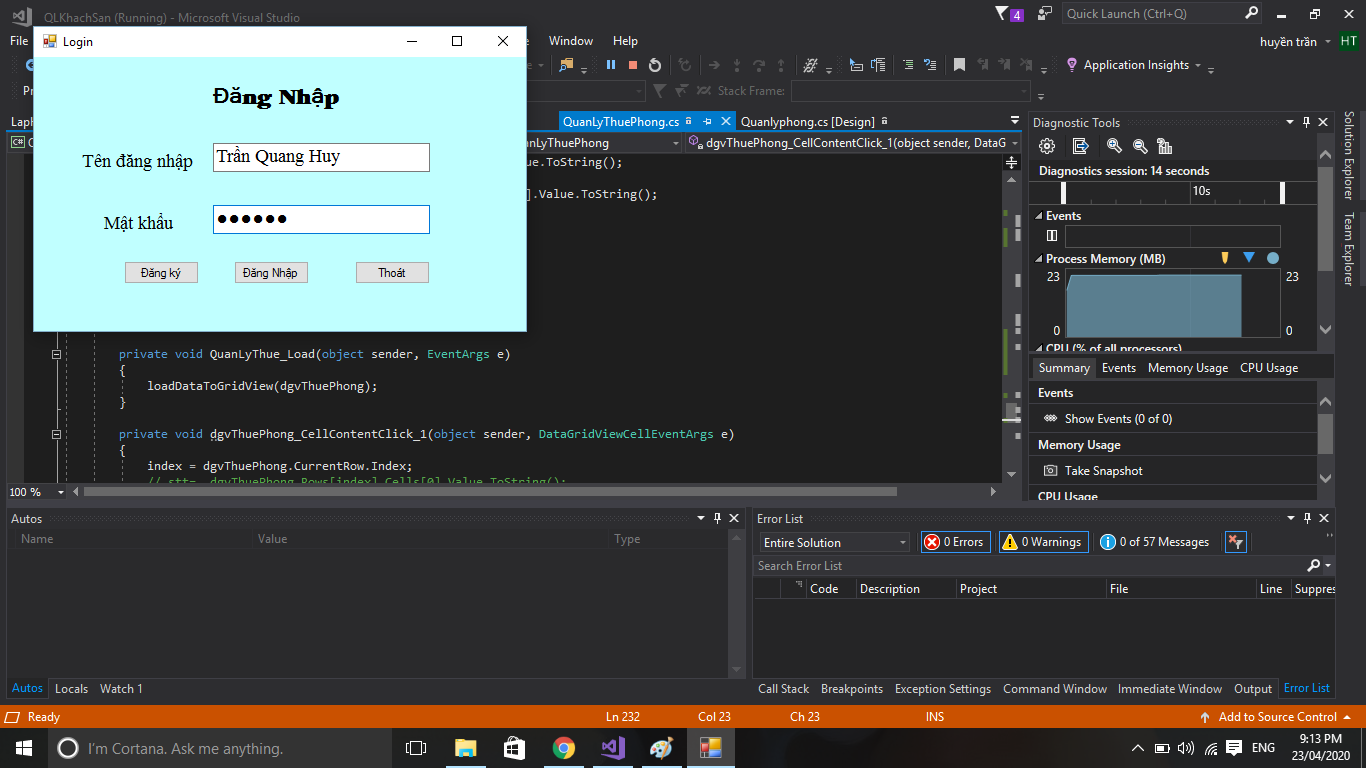 QLKhachSan (Running) - Microsoft Visual Studio
4
Quick Launch (Ctrl+Q)
File
Window
Help
huyền trần
HT
Login
Application Insights
Đăng Nhập
Stack Frame:
QuanLyThuePhong.cs
Quanlyphong.cs [Design]
Tên đăng nhập
Trần Quang Huy
Mật khẩu
●●●●●●
Đăng ký
Đăng Nhập
Thoát
dgvThuePhong_CellContentClick_1(object sender, DataG
ue.ToString();
].Value.ToString();
private void QuanLyThue_Load(object sender, EventArgs e)
{
loadDataToGridView(dgvThuePhong);
}
private void dgvThuePhong_CellContentClick_1(object sender, DataGridViewCellEventArgs e)
{
index = dgvThuePhong.CurrentRow.Index;
// stt= dgvThuePhong.Rows[index].Cells[0].Value.ToString();
100 %
Diagnostic Tools
Diagnostics session: 14 seconds
10s
Events
Process Memory (MB)
23
23
0
0
CPU (% of all processors)
Summary
Events
Memory Usage
CPU Usage
Events
Show Events (0 of 0)
Memory Usage
Take Snapshot
CPU Usage
Solution Explorer
Team Explorer
Autos
Name
Value
Type
Autos
Locals
Watch 1
Error List
Entire Solution
0 Errors
0 Warnings
0 of 57 Messages
Search Error List
Code
Description
Project
File
Line
Suppres
Call Stack
Breakpoints
Exception Settings
Command Window
Immediate Window
Output
Error List
Ready
Ln 232
Col 23
Ch 23
INS
Add to Source Control
I'm Cortana. Ask me anything.
ENG
9:13 PM
23/04/2020